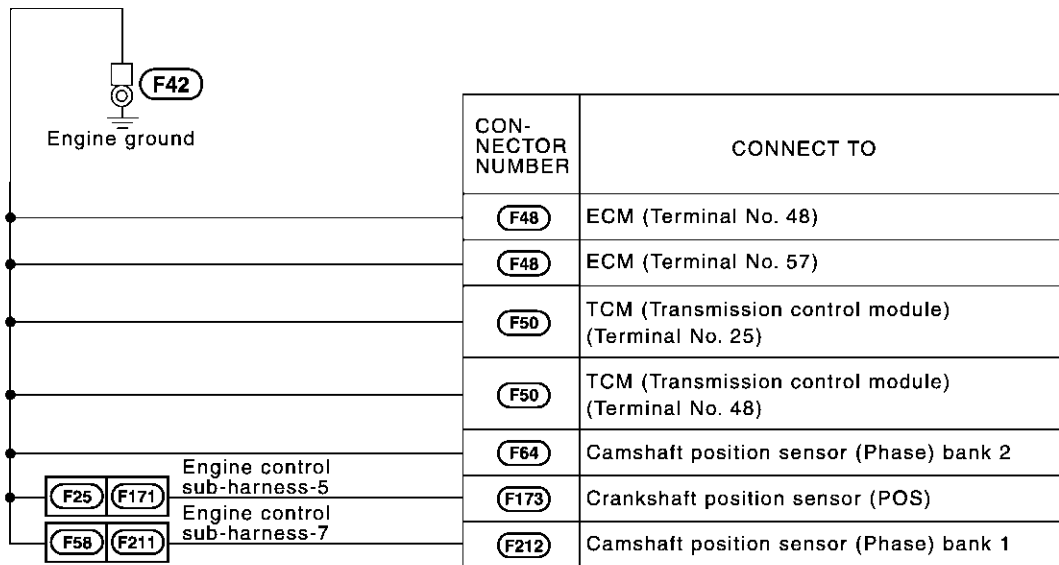 F42
Engine ground
CON-
NECTOR
NUMBER
CONNECT TO
F48 ECM (Terminal No. 48)
F48 ECM (Terminal No. 57)
F50 TCM (Transmission control module)
(Terminal No. 25)
F50 TCM (Transmission control module)
(Terminal No. 48)
F64 Camshaft position sensor (Phase) bank 2
Engine control
sub-harness-5
F25 F171 F173 Crankshaft position sensor (POS)
Engine control
sub-harness-7
F58 F211 F212 Camshaft position sensor (Phase) bank 1